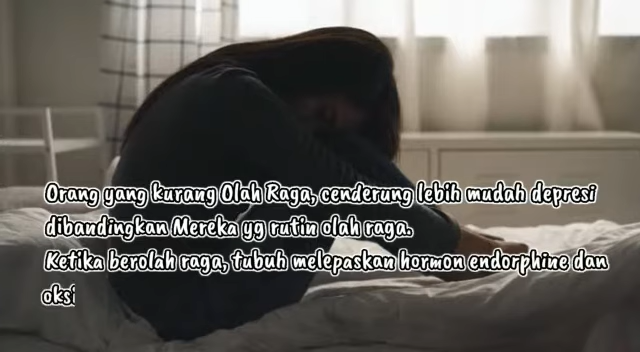 Orang yang kurang Olah Raga, cenderung lebih mudah depresi
dibandingkan Mereka yg rutin olah raga.
Ketika berolah raga, tubuh melepaskan hormon endorphine dan
oksi